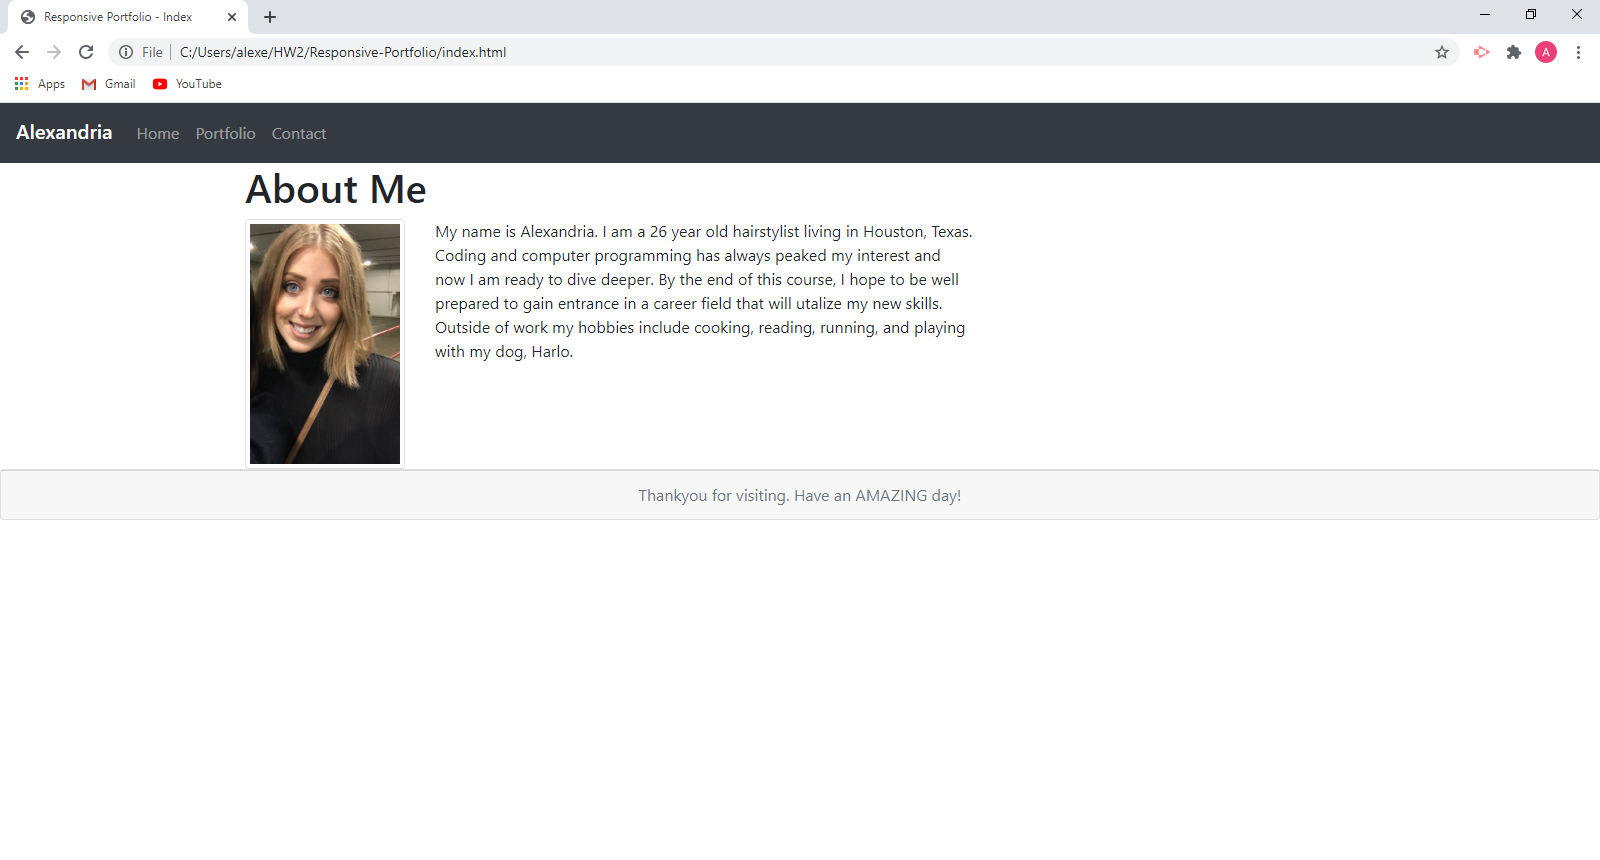 Responsive Portfolio - Index
File | C:/Users/alexe/HW2/Responsive-Portfolio/index.html
A
Apps Gmail YouTube
Alexandria Home Portfolio Contact
About Me
My name is Alexandria. I am a 26 year old hairstylist living in Houston, Texas.
Coding and computer programming has always peaked my interest and
now I am ready to dive deeper. By the end of this course, I hope to be well
prepared to gain entrance in a career field that will utalize my new skills.
Outside of work my hobbies include cooking, reading, running, and playing
with my dog, Harlo.
Thankyou for visiting. Have an AMAZING day!